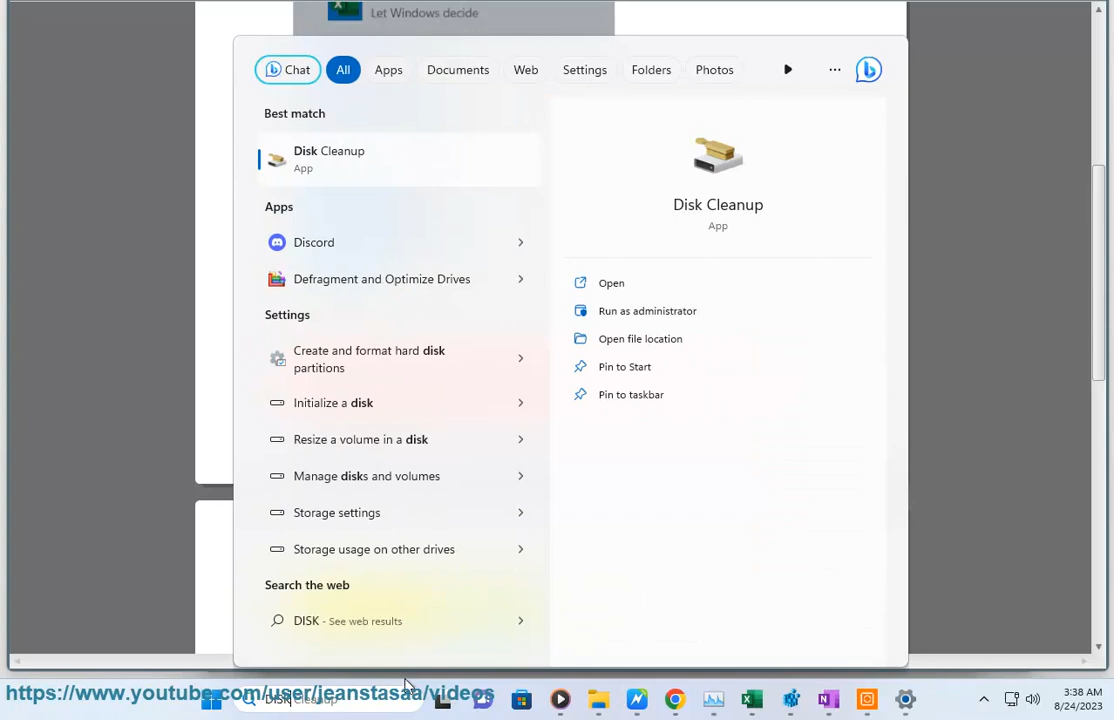 Let Windows decide
Chat
All
Apps
Documents
Web
Settings
Folders
Photos
Best match
Disk Cleanup
App
Apps
Discord
Defragment and Optimize Drives
Settings
Create and format hard disk
partitions
Initialize a disk
Resize a volume in a disk
Manage disks and volumes
Storage settings
Storage usage on other drives
Search the web
DISK - See web results
Disk Cleanup
App
Open
Run as administrator
Open file location
Pin to Start
Pin to taskbar
https://www.youtube.com/user/jeanstasaa/videos
DISK Cleanup
3:38 AM
8/24/2023